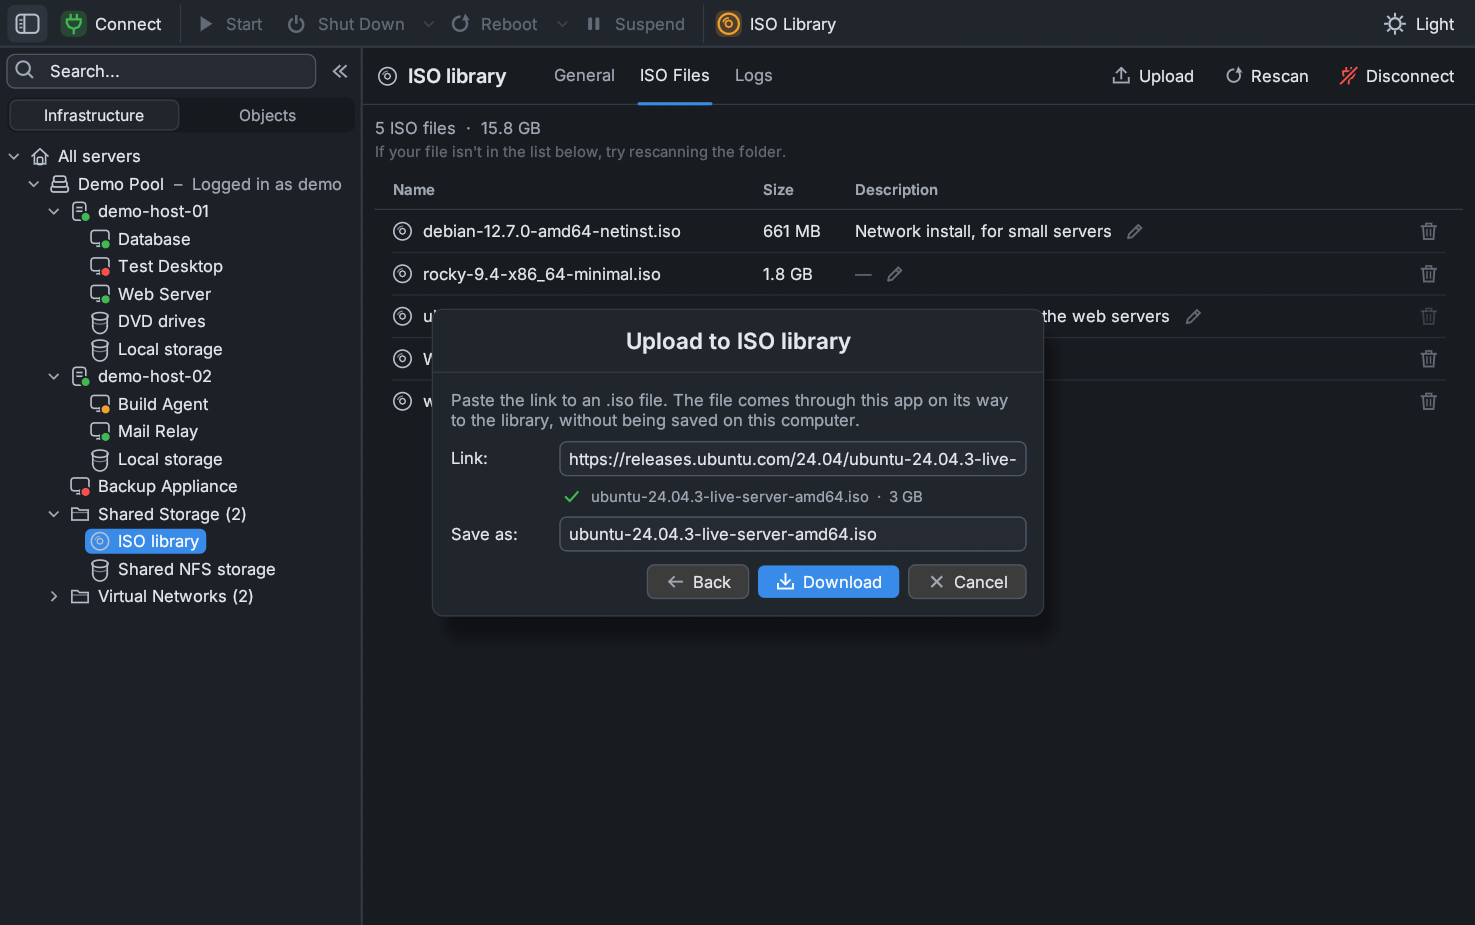 Connect Start Shut Down Reboot Suspend ISO Library Light
Search...
Infrastructure Objects
All servers
Demo Pool – Logged in as demo
demo-host-01
Database
Test Desktop
Web Server
DVD drives
Local storage
demo-host-02
Build Agent
Mail Relay
Local storage
Backup Appliance
Shared Storage (2)
ISO library
Shared NFS storage
Virtual Networks (2)
ISO library General ISO Files Logs Upload Rescan Disconnect
5 ISO files · 15.8 GB
If your file isn't in the list below, try rescanning the folder.
Name Size Description
debian-12.7.0-amd64-netinst.iso 661 MB Network install, for small servers
rocky-9.4-x86_64-minimal.iso 1.8 GB —
the web servers
Upload to ISO library
Paste the link to an .iso file. The file comes through this app on its way
to the library, without being saved on this computer.
Link: https://releases.ubuntu.com/24.04/ubuntu-24.04.3-live-
ubuntu-24.04.3-live-server-amd64.iso · 3 GB
Save as: ubuntu-24.04.3-live-server-amd64.iso
Back Download Cancel